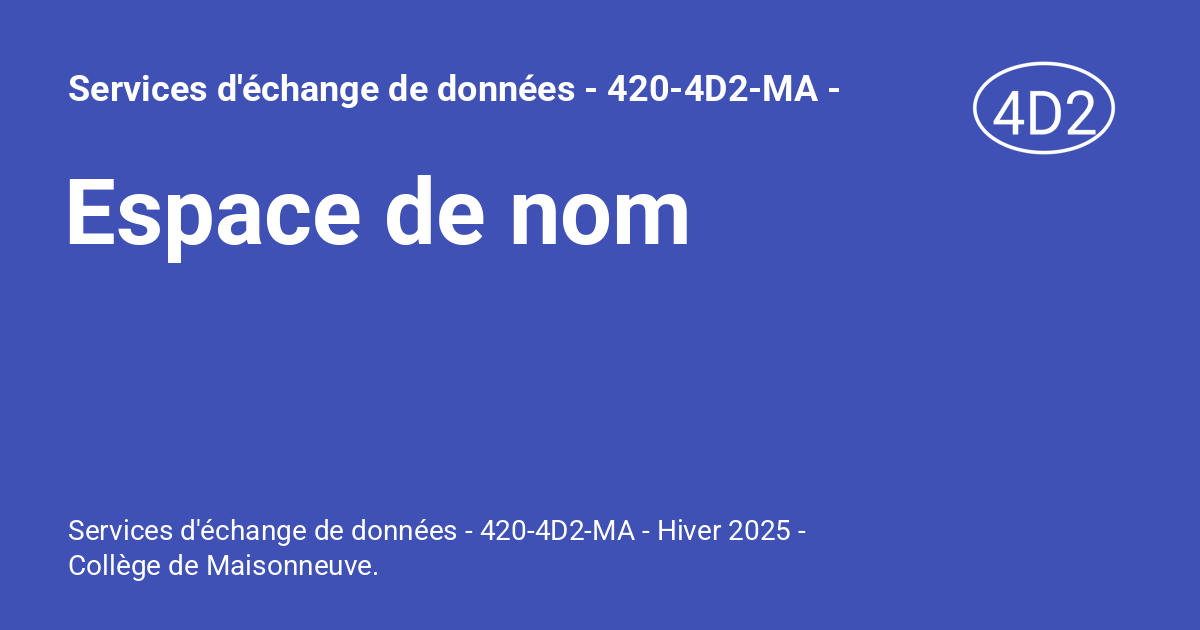 Services d'échange de données - 420-4D2-MA -
4D2
Espace de nom
Services d'échange de données - 420-4D2-MA - Hiver 2025 -
Collège de Maisonneuve.